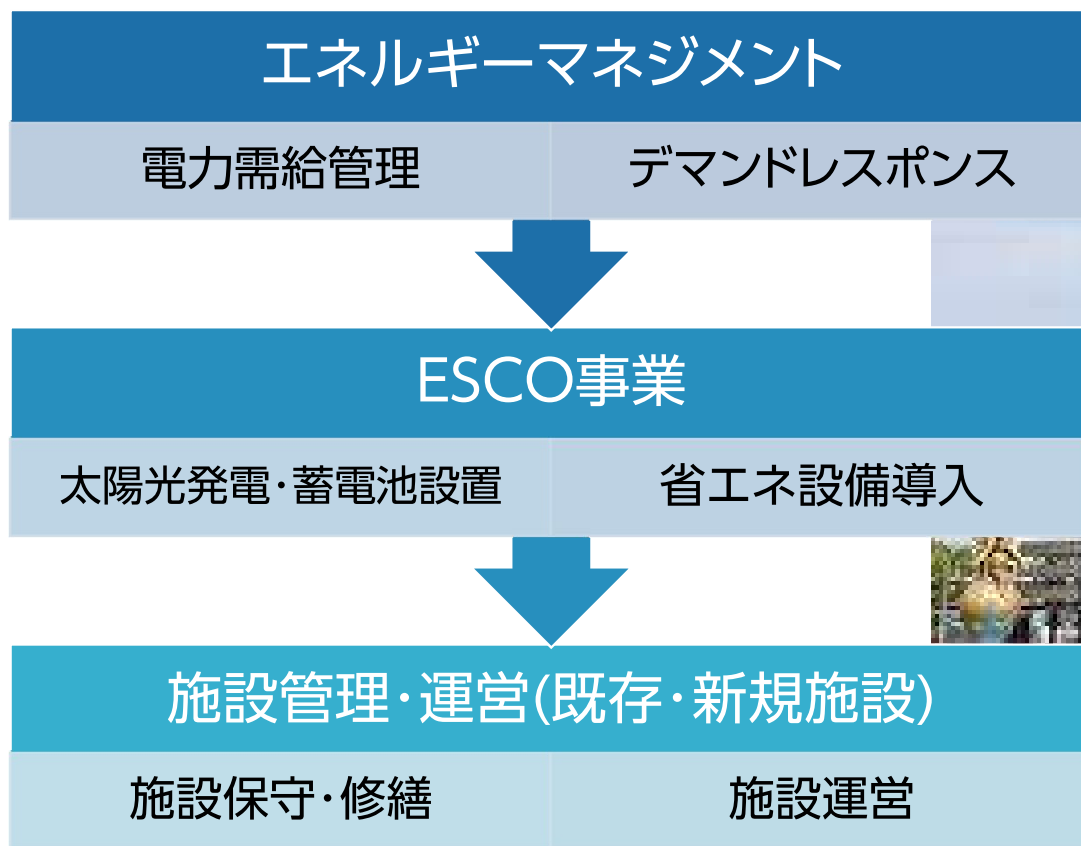 エネルギーマネジメント
電力需給管理
デマンドレスポンス
ESCO事業
太陽光発電・蓄電池設置
省エネ設備導入
施設管理・運営(既存・新規施設)
施設保守・修繕
施設運営